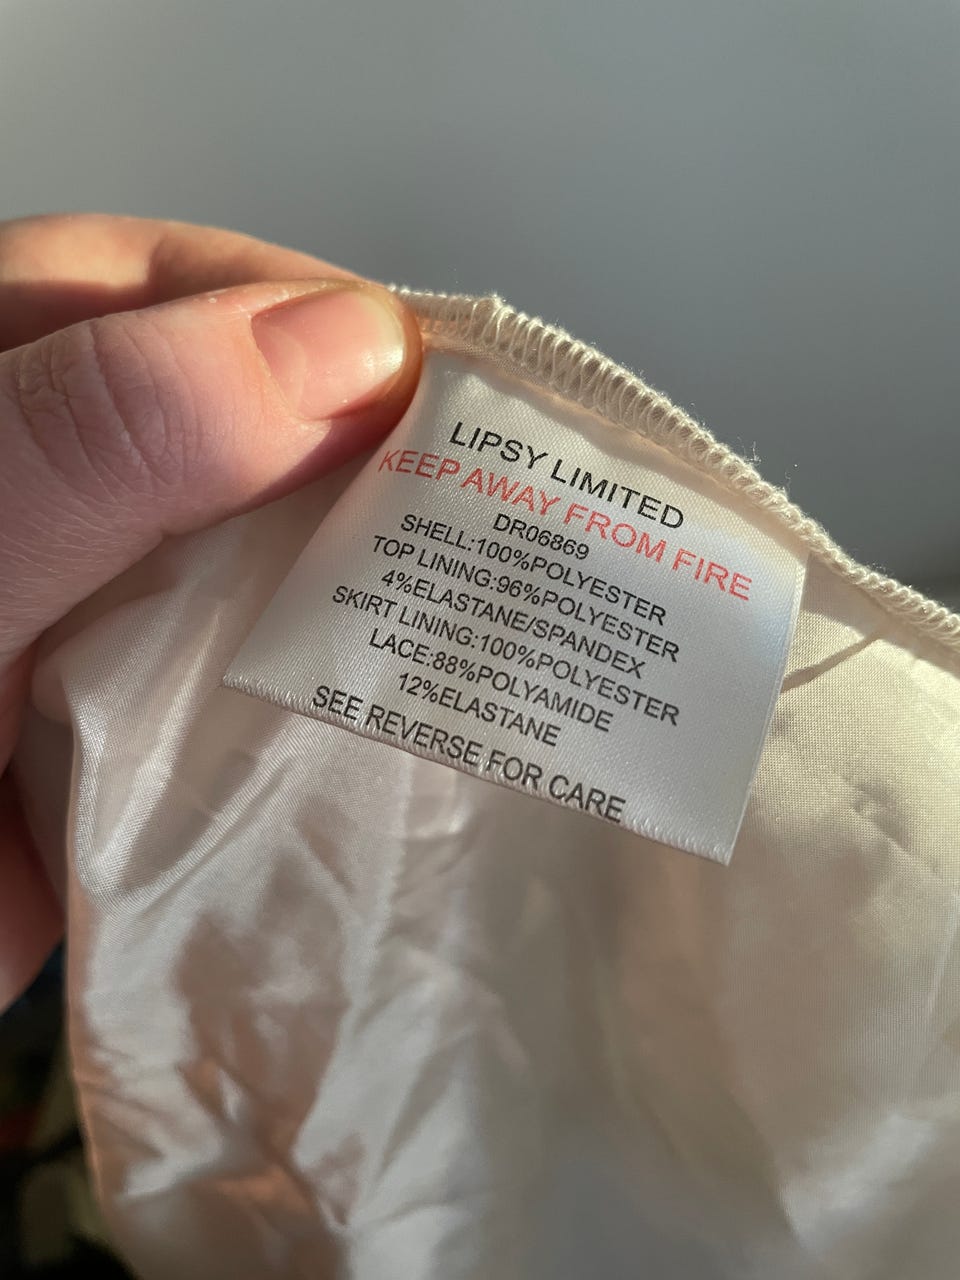 LIPSY LIMITED
KEEP AWAY FROM FIRE
DR06869
SHELL:100%POLYESTER
TOP LINING:96%POLYESTER
4%ELASTANE/SPANDEX
SKIRT LINING:100%POLYESTER
LACE:88%POLYAMIDE
12%ELASTANE
SEE REVERSE FOR CARE